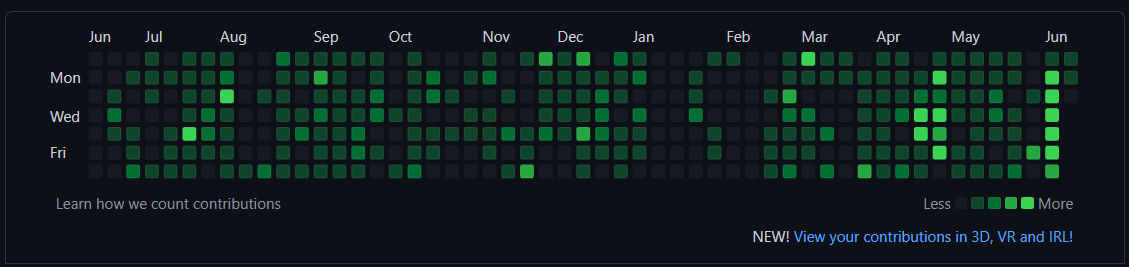 Jun Jul Aug Sep Oct Nov Dec Jan Feb Mar Apr May Jun
Mon
Wed
Fri
Learn how we count contributions Less More
NEW! View your contributions in 3D, VR and IRL!